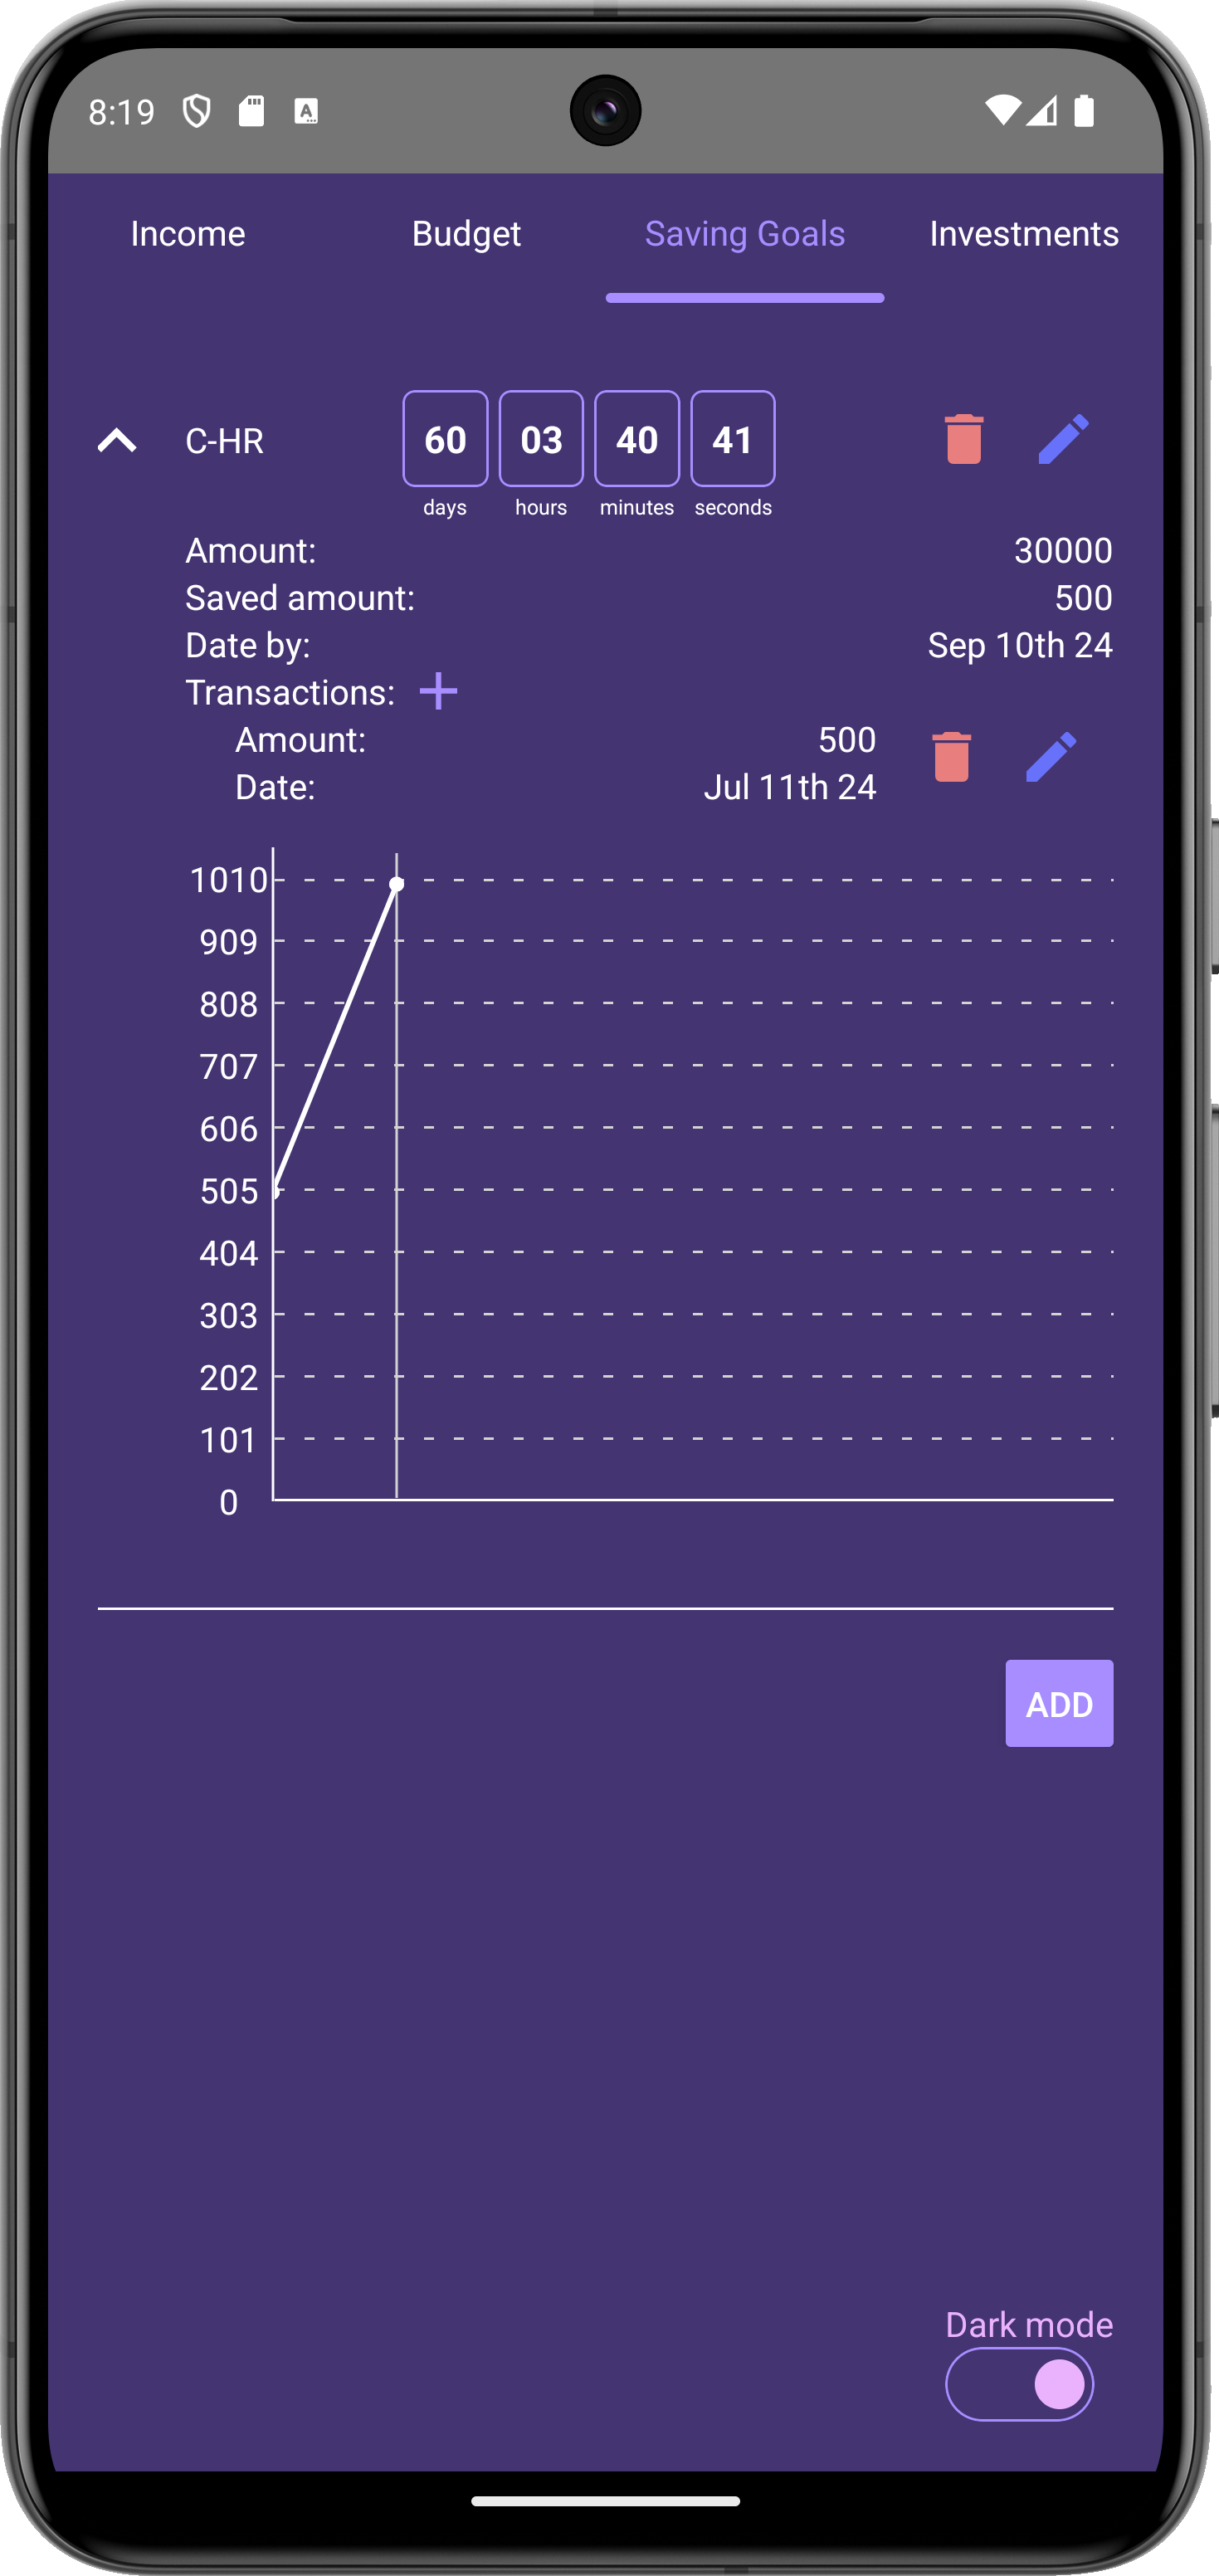 8:19
Income Budget Saving Goals Investments
C-HR 60 03 40 41
days hours minutes seconds
Amount: 30000
Saved amount: 500
Date by: Sep 10th 24
Transactions:
Amount: 500
Date: Jul 11th 24
1010
909
808
707
606
505
404
303
202
101
0
ADD
Dark mode